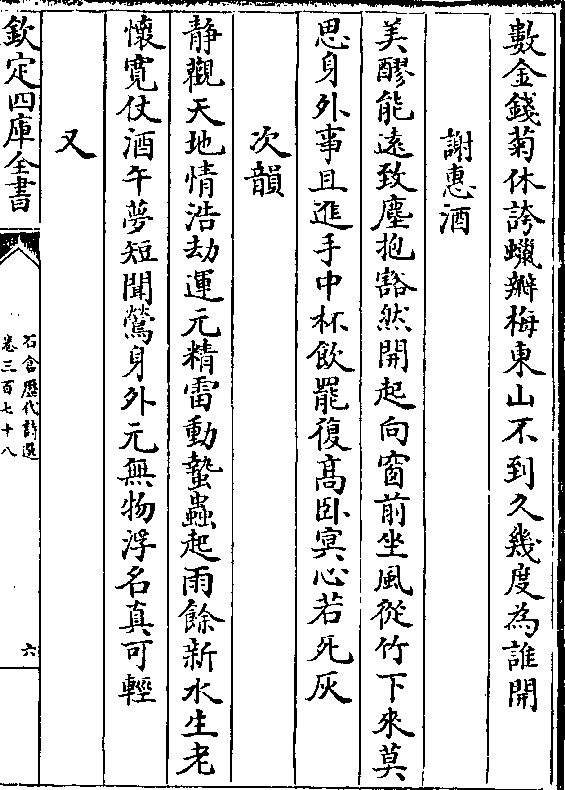 數金錢菊休誇蠟瓣梅東山不到久幾度為誰開
謝惠酒
美醪能遠致塵抱豁然開起向窗前坐風從竹下來莫
思身外事且進手中杯飲罷復髙卧㝠心若死灰
次韻
静觀天地情浩劫運元精雷動蟄蟲起雨餘新水生老
懷寛仗酒午夢短聞鶯身外元無物浮名真可輕
又
欽定四庫全書
石倉歷代詩選
卷三百七十八
六